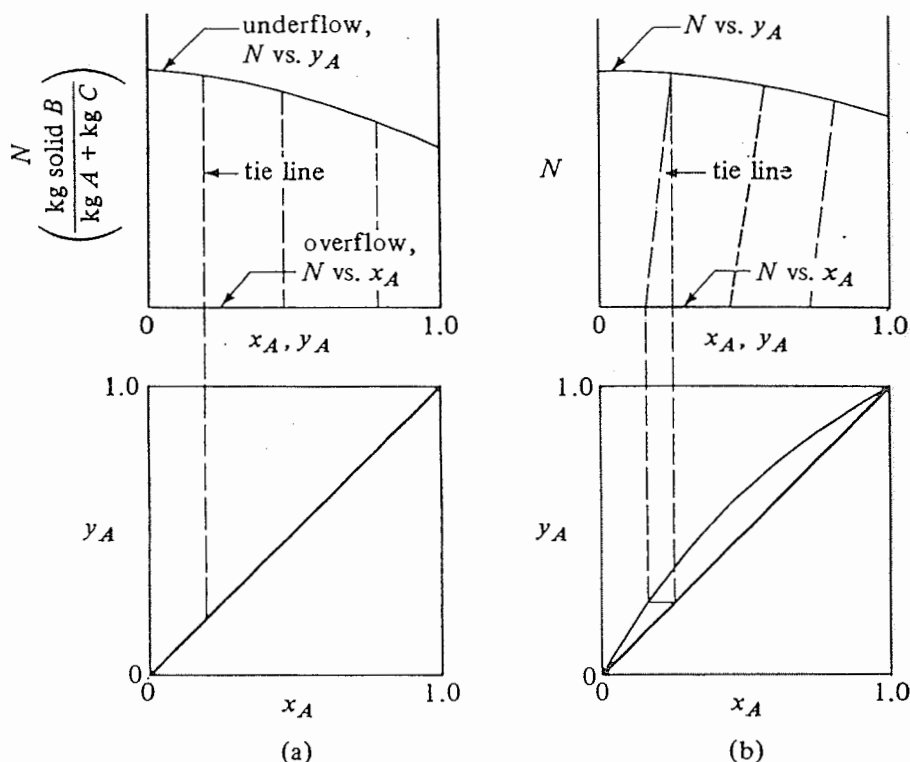 underflow,
N vs. y_A
N
( kg solid B / kg A + kg C )
tie line
overflow,
N vs. x_A
0
1.0
x_A, y_A
1.0
y_A
0
0
1.0
x_A
(a)
N vs. y_A
N
tie line
N vs. x_A
0
1.0
x_A, y_A
1.0
y_A
0
0
1.0
x_A
(b)